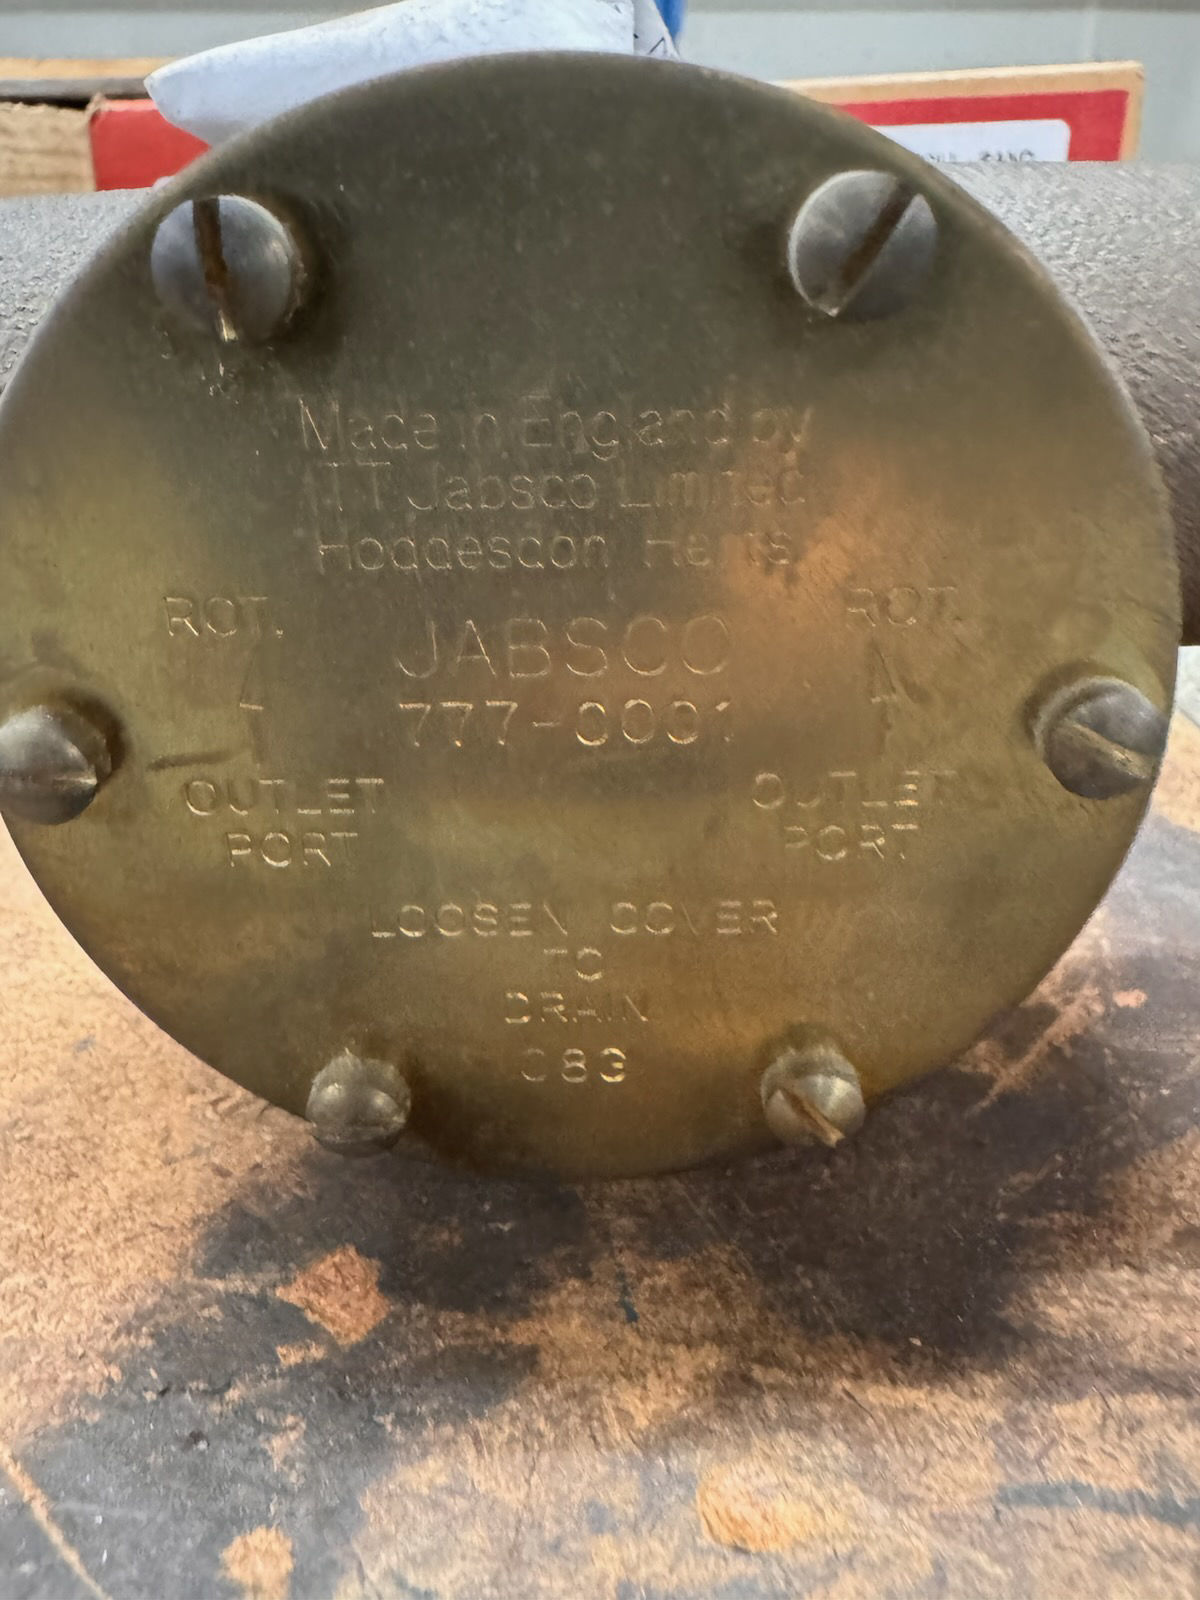 Made in England by
ITT Jabsco Limited
Hoddesdon Herts.
ROT.
ROT.
JABSCO
777-0001
OUTLET
PORT
OUTLET
PORT
LOOSEN COVER
TO
DRAIN